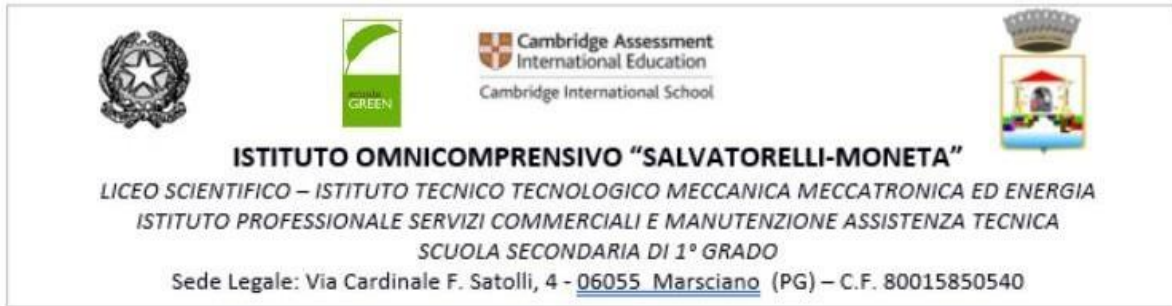 scuola
GREEN
Cambridge Assessment
International Education
Cambridge International School
ISTITUTO OMNICOMPRENSIVO “SALVATORELLI-MONETA”
LICEO SCIENTIFICO – ISTITUTO TECNICO TECNOLOGICO MECCANICA MECCATRONICA ED ENERGIA
ISTITUTO PROFESSIONALE SERVIZI COMMERCIALI E MANUTENZIONE ASSISTENZA TECNICA
SCUOLA SECONDARIA DI 1° GRADO
Sede Legale: Via Cardinale F. Satolli, 4 - 06055 Marsciano (PG) – C.F. 80015850540